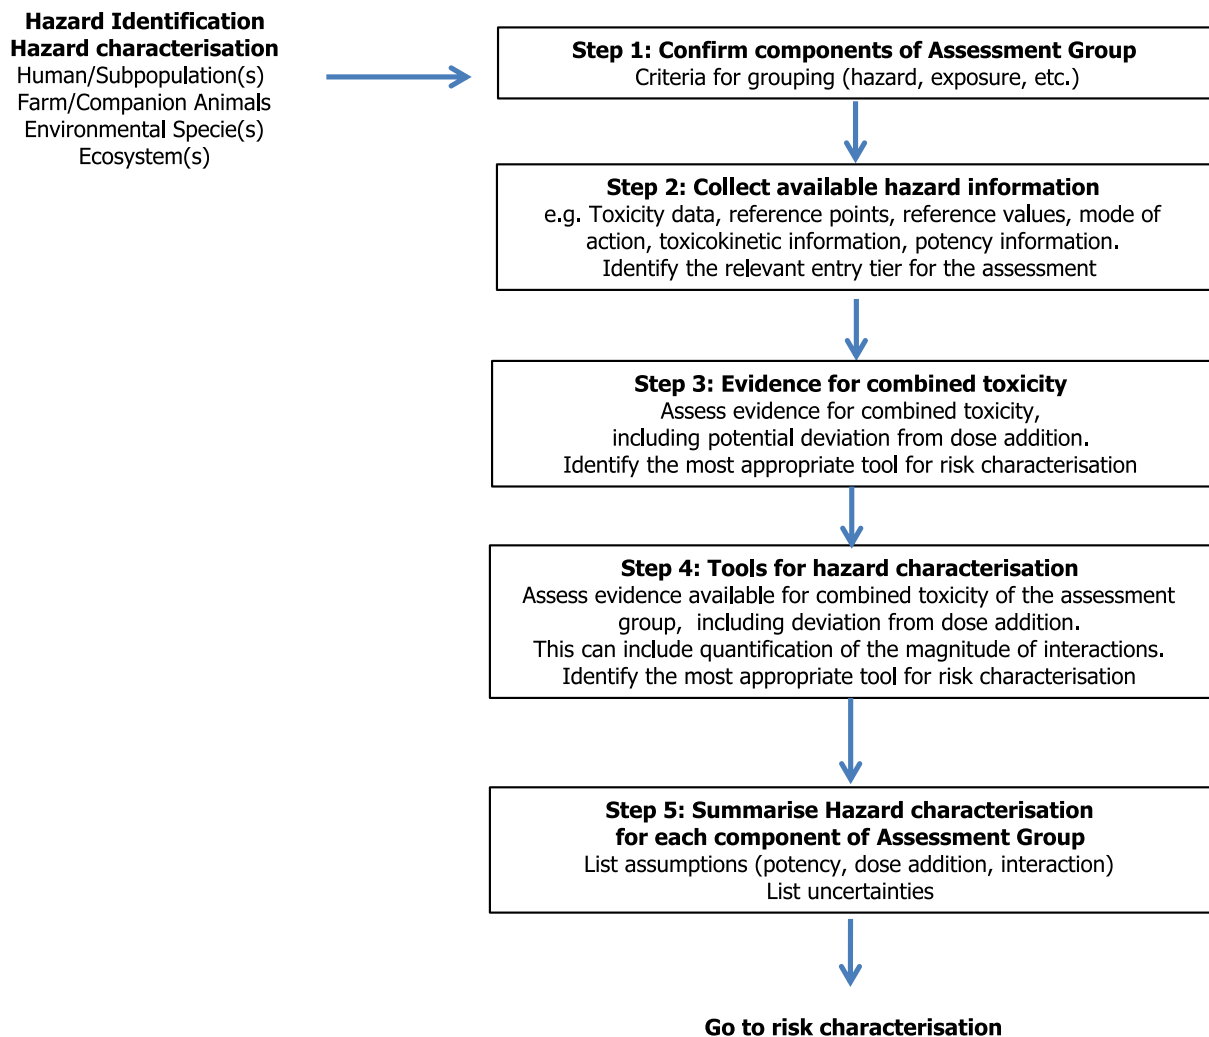 Hazard Identification
Hazard characterisation
Human/Subpopulation(s)
Farm/Companion Animals
Environmental Specie(s)
Ecosystem(s)
Step 1: Confirm components of Assessment Group
Criteria for grouping (hazard, exposure, etc.)
Step 2: Collect available hazard information
e.g. Toxicity data, reference points, reference values, mode of
action, toxicokinetic information, potency information.
Identify the relevant entry tier for the assessment
Step 3: Evidence for combined toxicity
Assess evidence for combined toxicity,
including potential deviation from dose addition.
Identify the most appropriate tool for risk characterisation
Step 4: Tools for hazard characterisation
Assess evidence available for combined toxicity of the assessment
group, including deviation from dose addition.
This can include quantification of the magnitude of interactions.
Identify the most appropriate tool for risk characterisation
Step 5: Summarise Hazard characterisation
for each component of Assessment Group
List assumptions (potency, dose addition, interaction)
List uncertainties
Go to risk characterisation